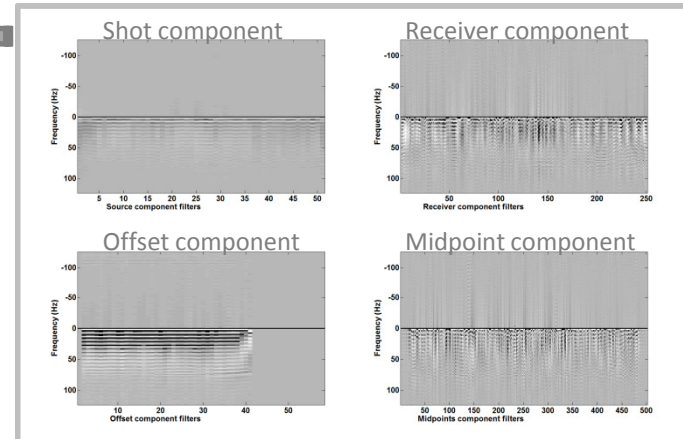 Shot component
Receiver component
-100
-50
0
50
100
Frequency (Hz)
5 10 15 20 25 30 35 40 45 50
Source component filters
-100
-50
0
50
100
Frequency (Hz)
50 100 150 200 250
Receiver component filters
Offset component
Midpoint component
-100
-50
0
50
100
Frequency (Hz)
10 20 30 40 50
Offset component filters
-100
-50
0
50
100
Frequency (Hz)
50 100 150 200 250 300 350 400 450 500
Midpoints component filters